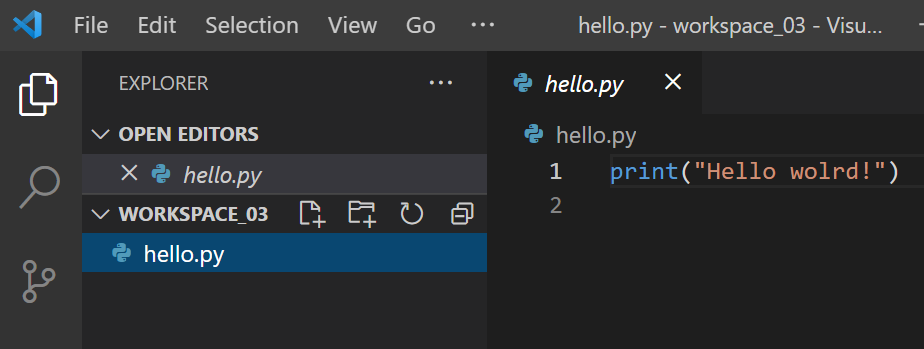 File Edit Selection View Go ··· hello.py - workspace_03 - Visu...
EXPLORER ···
OPEN EDITORS
hello.py
WORKSPACE_03
hello.py
hello.py
hello.py
1 print("Hello wolrd!")
2